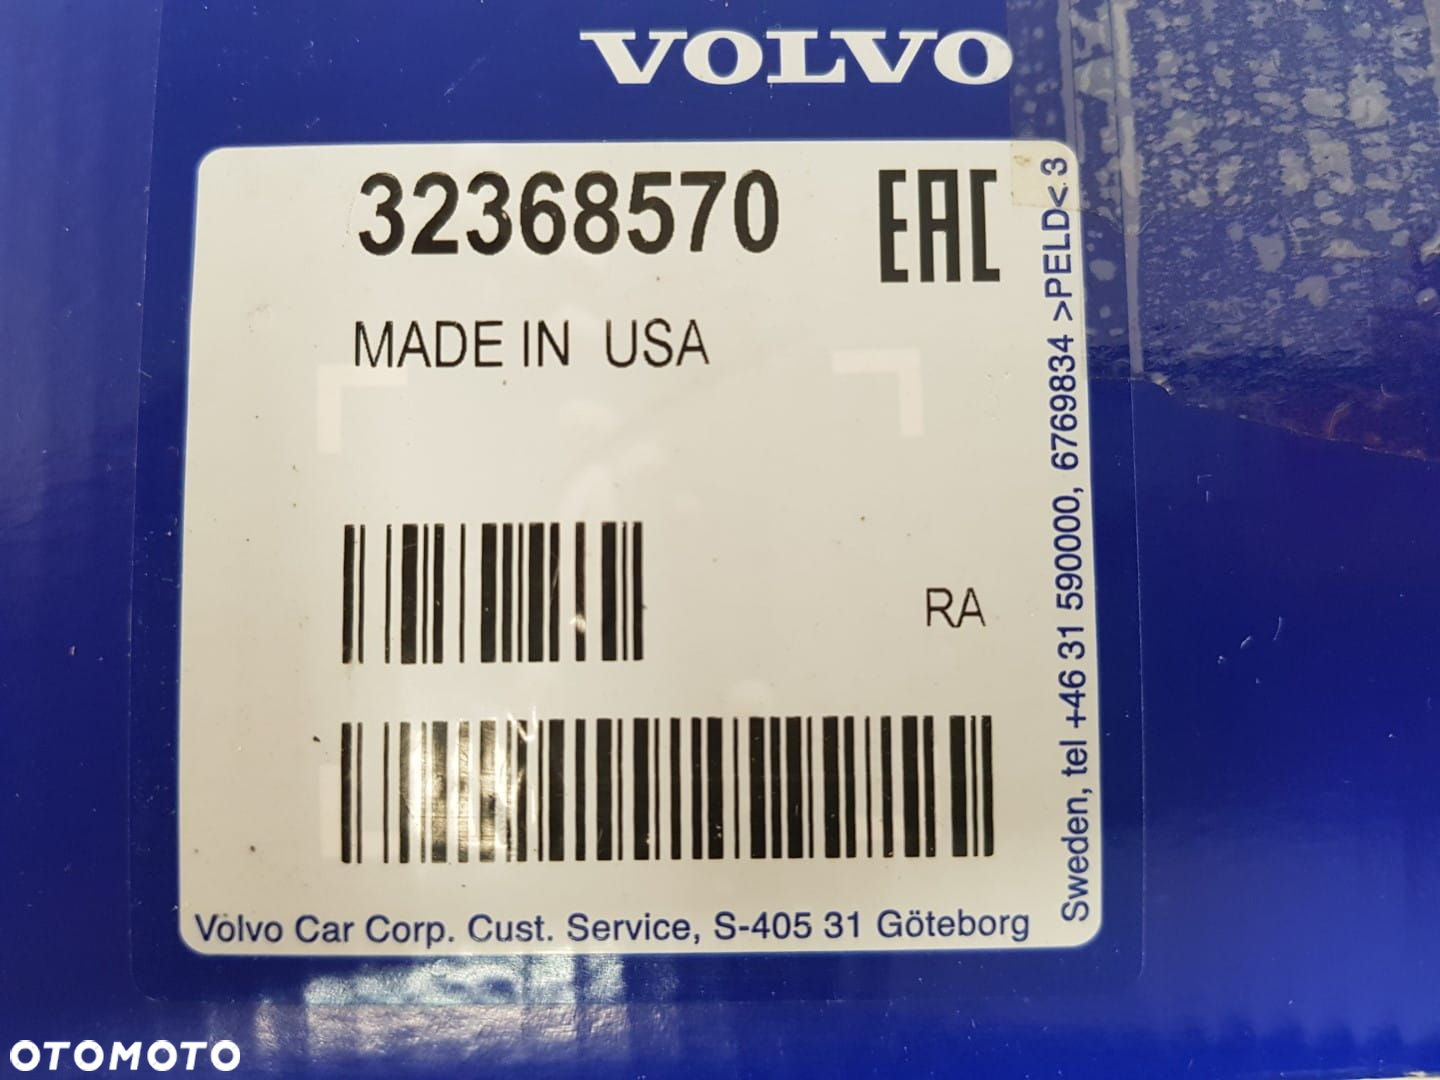 VOLVO
32368570
EAC
MADE IN USA
RA
Volvo Car Corp. Cust. Service, S-405 31 Göteborg
Sweden, tel +46 31 590000, 6769834 >PELD< 3
OTOMOTO